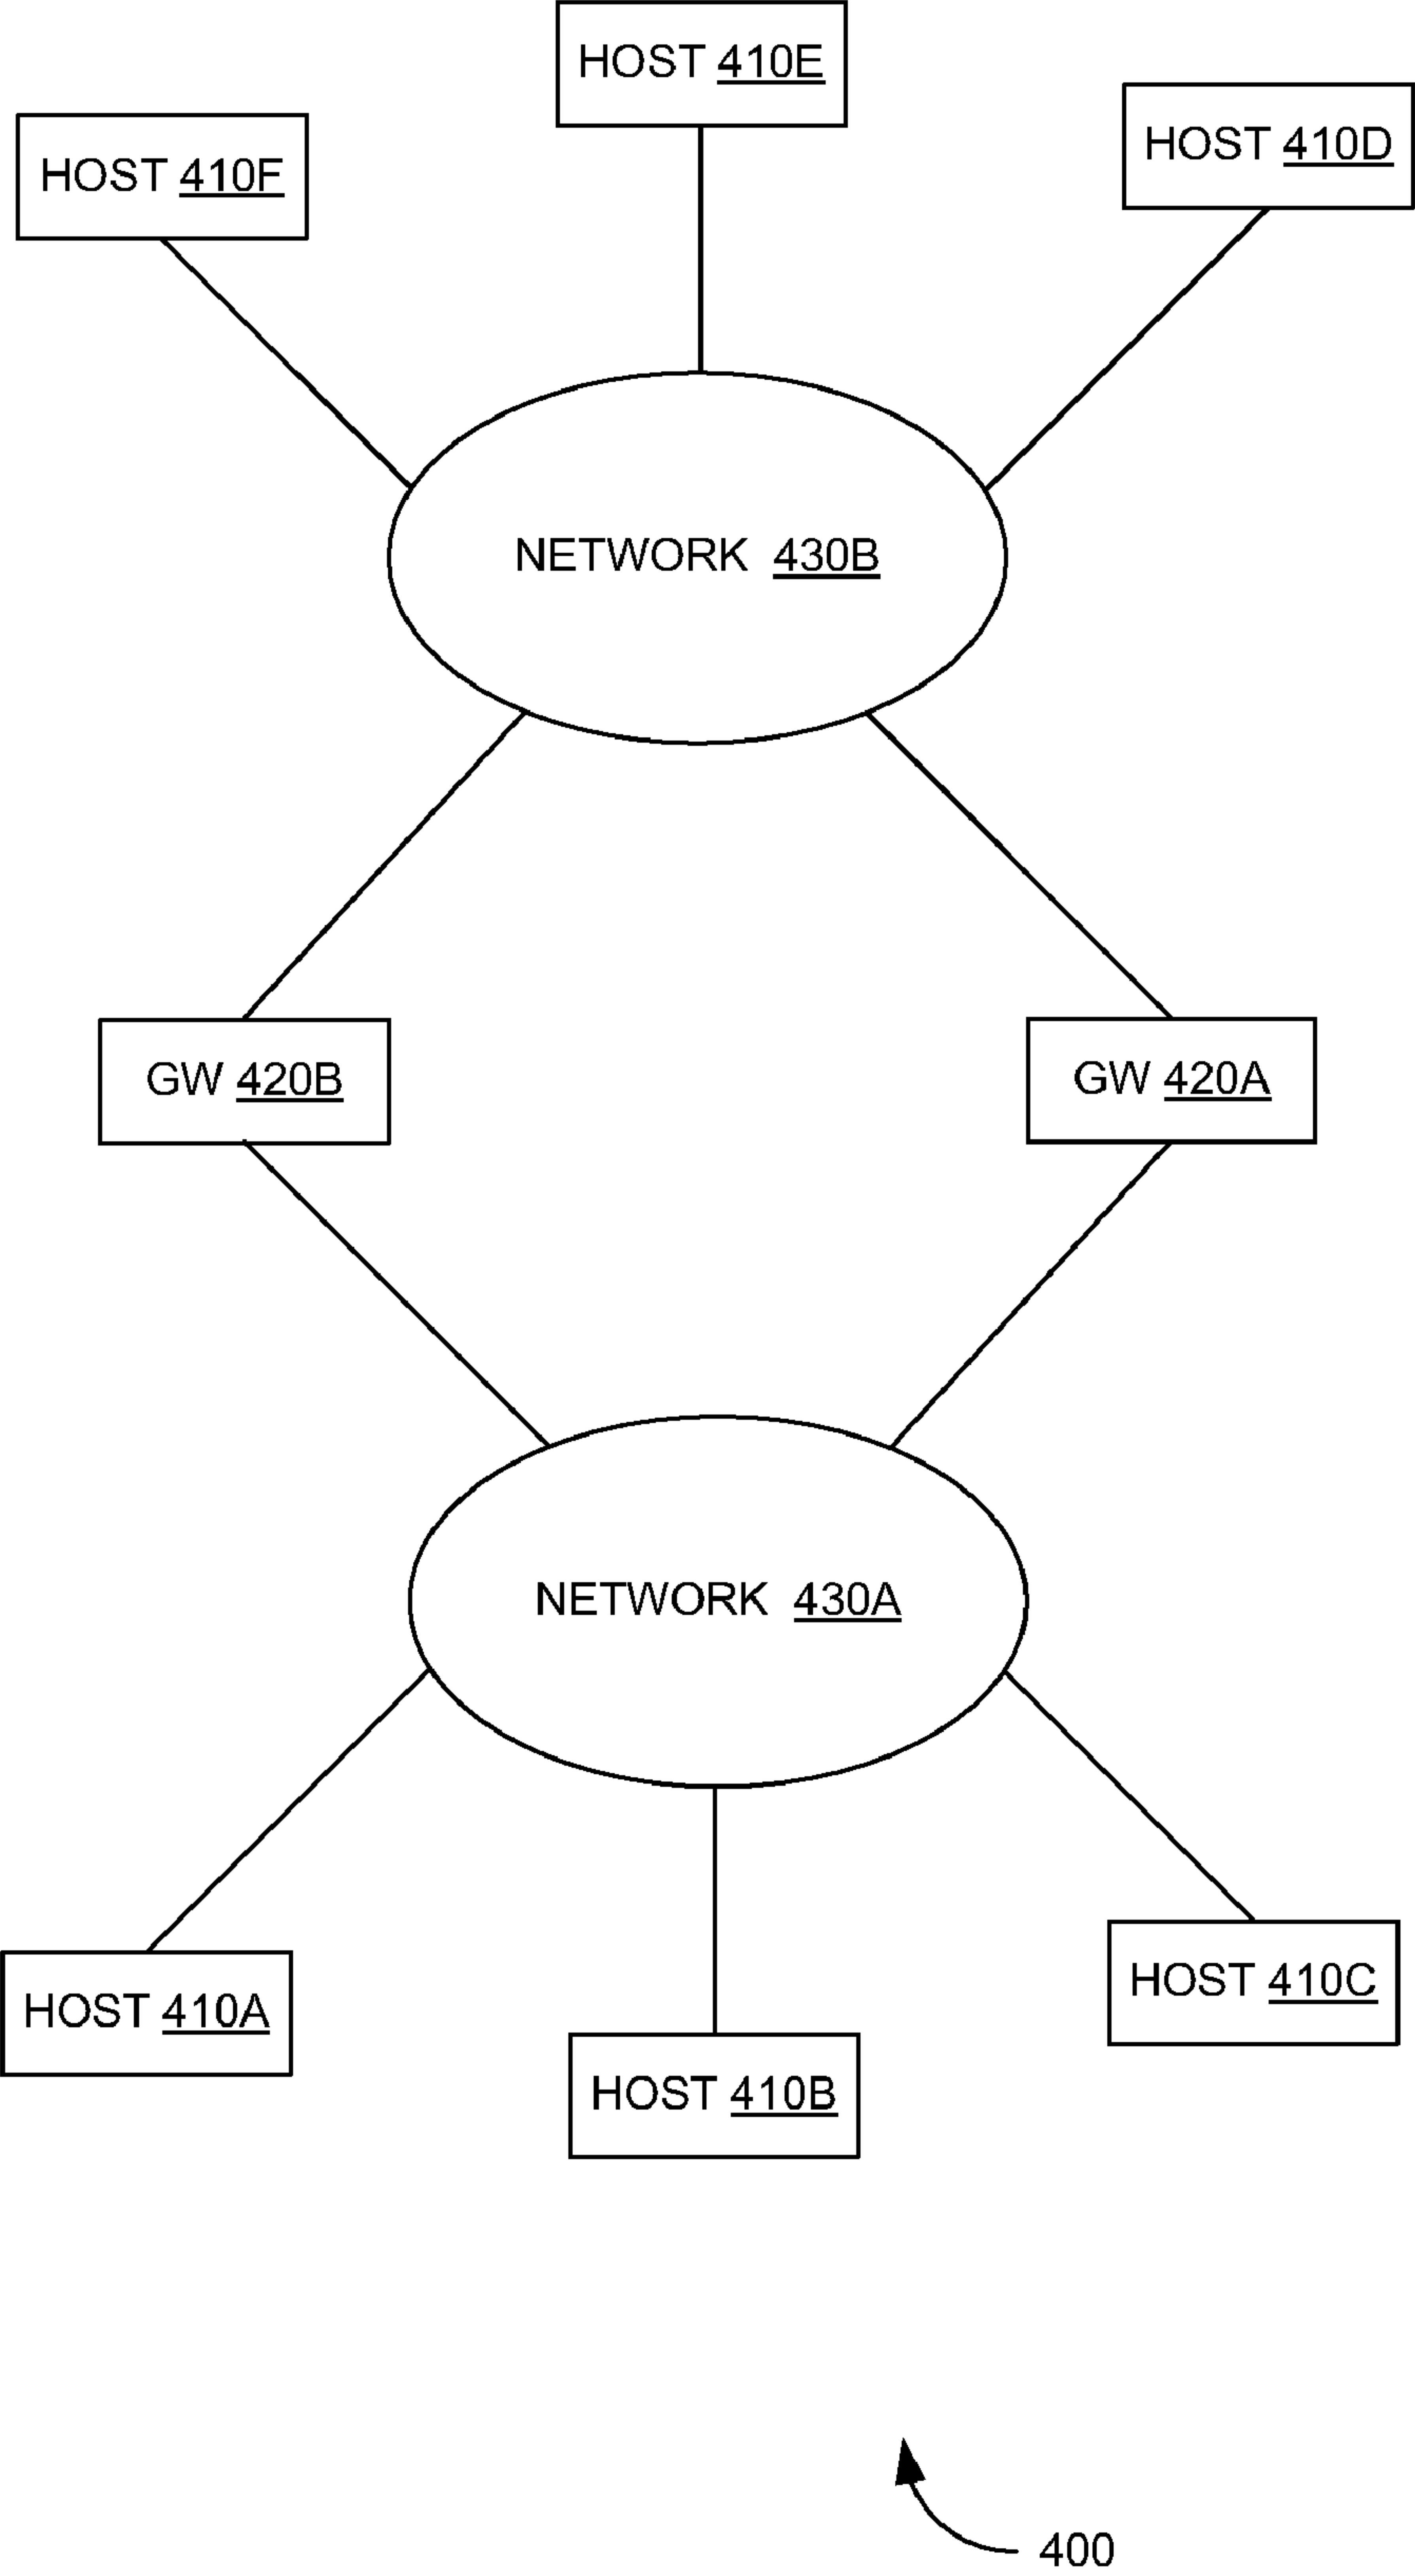 HOST 410E
HOST 410D
HOST 410F
NETWORK 430B
GW 420B
GW 420A
NETWORK 430A
HOST 410C
HOST 410A
HOST 410B
400